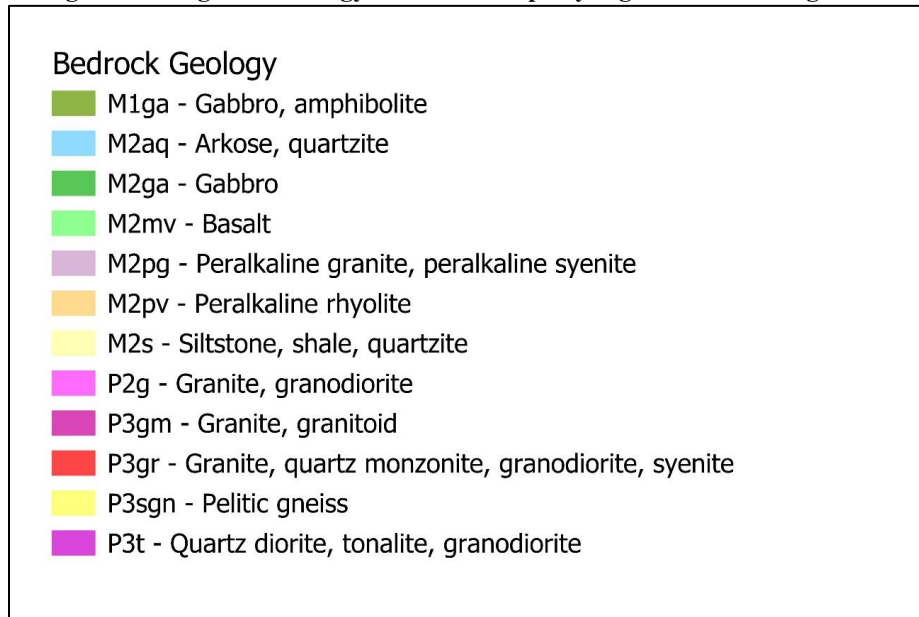 Bedrock Geology
M1ga - Gabbro, amphibolite
M2aq - Arkose, quartzite
M2ga - Gabbro
M2mv - Basalt
M2pg - Peralkaline granite, peralkaline syenite
M2pv - Peralkaline rhyolite
M2s - Siltstone, shale, quartzite
P2g - Granite, granodiorite
P3gm - Granite, granitoid
P3gr - Granite, quartz monzonite, granodiorite, syenite
P3sgn - Pelitic gneiss
P3t - Quartz diorite, tonalite, granodiorite